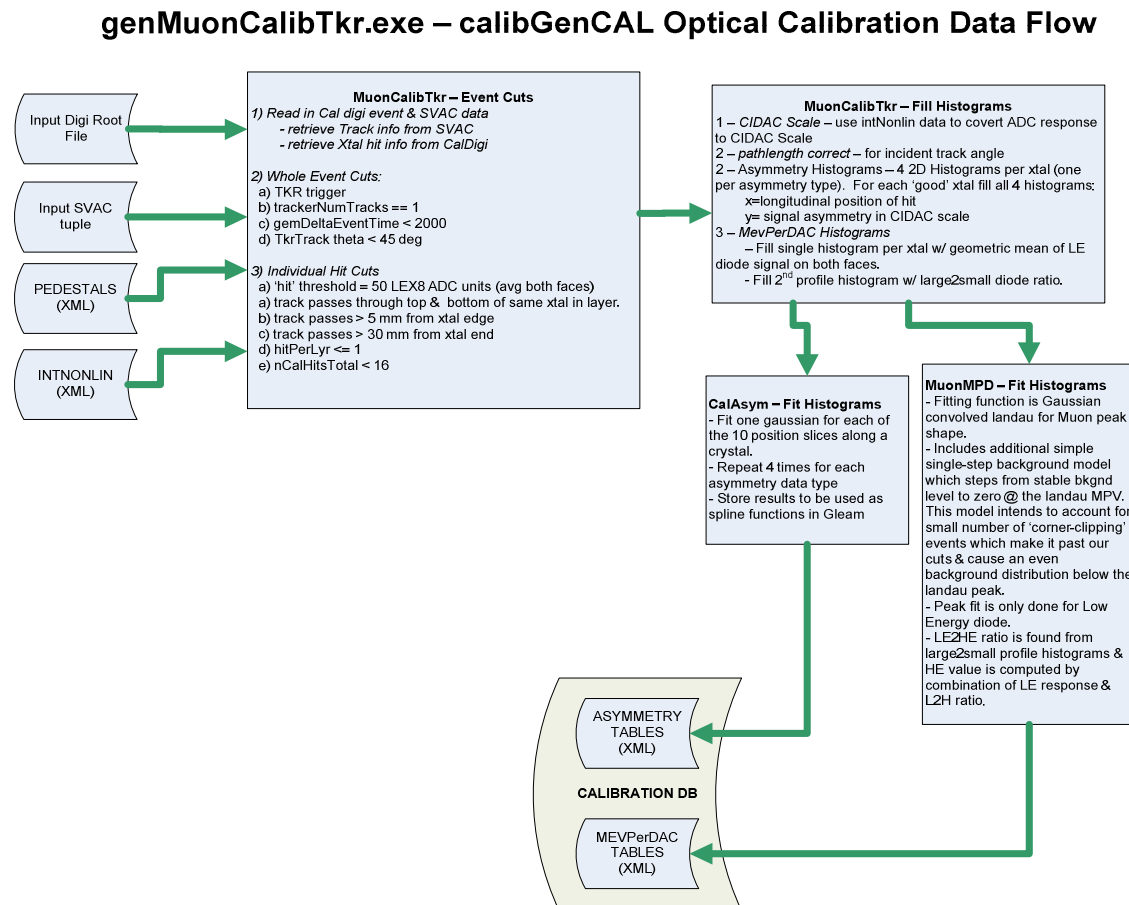 genMuonCalibTkr.exe – calibGenCAL Optical Calibration Data Flow
Input Digi Root
File
Input SVAC
tuple
PEDESTALS
(XML)
INTNONLIN
(XML)
MuonCalibTkr – Event Cuts
1) Read in Cal digi event & SVAC data
- retrieve Track info from SVAC
- retrieve Xtal hit info from CalDigi
2) Whole Event Cuts:
a) TKR trigger
b) trackerNumTracks == 1
c) gemDeltaEventTime < 2000
d) TkrTrack theta < 45 deg
3) Individual Hit Cuts
a) 'hit' threshold = 50 LEX8 ADC units (avg both faces)
a) track passes through top & bottom of same xtal in layer.
b) track passes > 5 mm from xtal edge
c) track passes > 30 mm from xtal end
d) hitPerLyr <= 1
e) nCalHitsTotal < 16
MuonCalibTkr – Fill Histograms
1 – CIDAC Scale – use intNonlin data to covert ADC response
to CIDAC Scale
2 – pathlength correct – for incident track angle
2 – Asymmetry Histograms – 4 2D Histograms per xtal (one
per asymmetry type). For each 'good' xtal fill all 4 histograms:
x=longitudinal position of hit
y= signal asymmetry in CIDAC scale
3 – MevPerDAC Histograms
– Fill single histogram per xtal w/ geometric mean of LE
diode signal on both faces.
- Fill 2nd profile histogram w/ large2small diode ratio.
CalAsym – Fit Histograms
- Fit one gaussian for each of
the 10 position slices along a
crystal.
- Repeat 4 times for each
asymmetry data type
- Store results to be used as
spline functions in Gleam
MuonMPD – Fit Histograms
- Fitting function is Gaussian
convolved landau for Muon peak
shape.
- Includes additional simple
single-step background model
which steps from stable bkgnd
level to zero @ the landau MPV.
This model intends to account for
small number of 'corner-clipping'
events which make it past our
cuts & cause an even
background distribution below the
landau peak.
- Peak fit is only done for Low
Energy diode.
- LE2HE ratio is found from
large2small profile histograms &
HE value is computed by
combination of LE response &
L2H ratio.
ASYMMETRY
TABLES
(XML)
CALIBRATION DB
MEVPerDAC
TABLES
(XML)